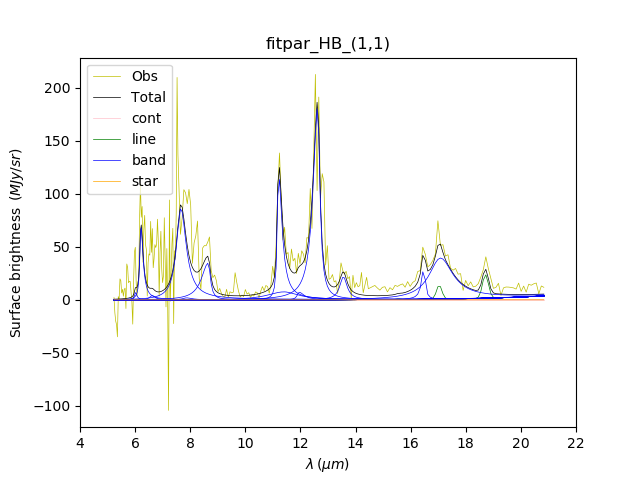 fitpar_HB_(1,1)
Surface brightness (MJy/sr)
200
150
100
50
0
−50
−100
Obs
Total
cont
line
band
star
4 6 8 10 12 14 16 18 20 22
λ (μm)